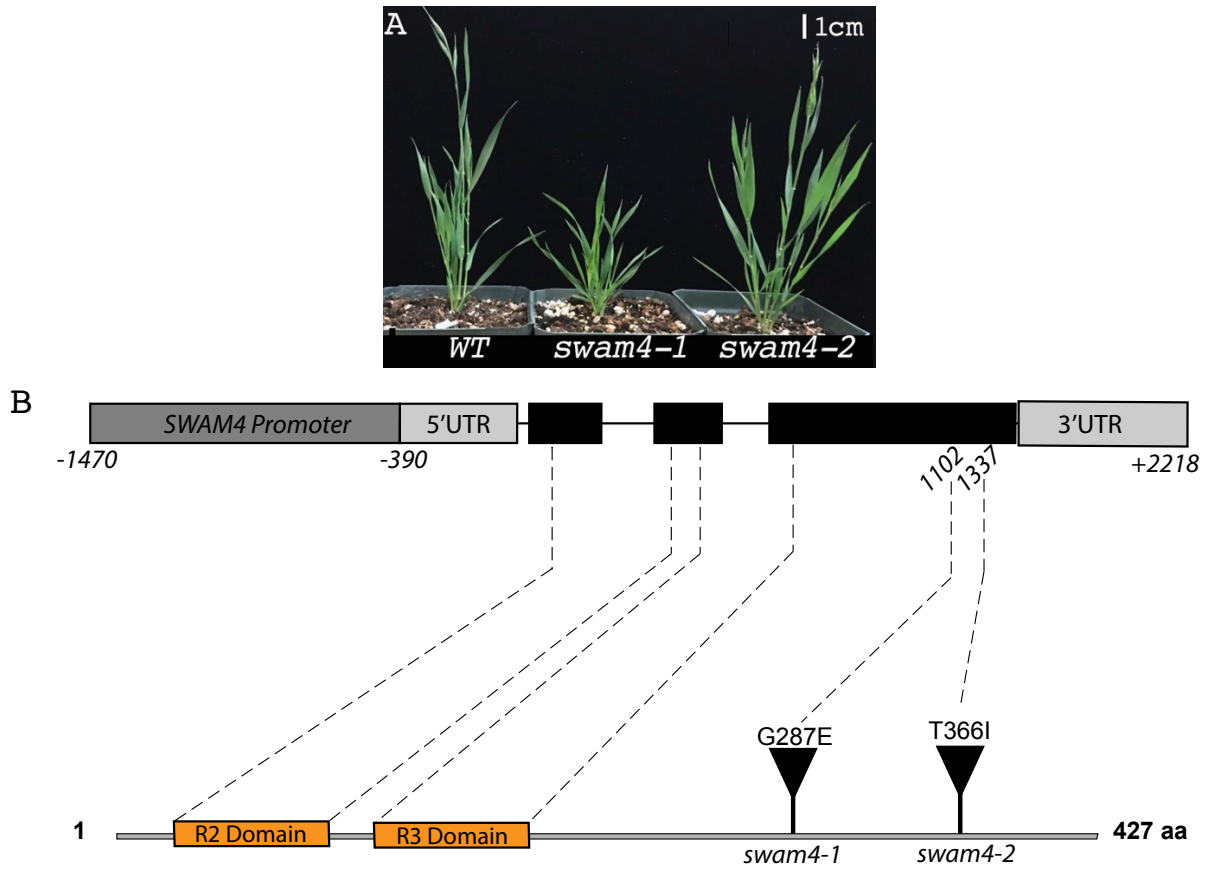 A
1cm
WT swam4-1 swam4-2
B
SWAM4 Promoter 5'UTR 3'UTR
-1470 -390 1102 1337 +2218
G287E T366I
1 R2 Domain R3 Domain 427 aa
swam4-1 swam4-2